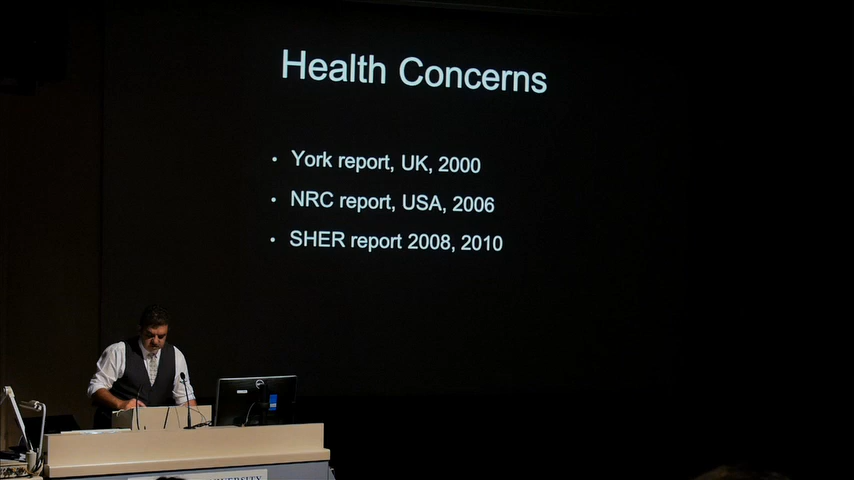 Health Concerns
• York report, UK, 2000
• NRC report, USA, 2006
• SHER report 2008, 2010